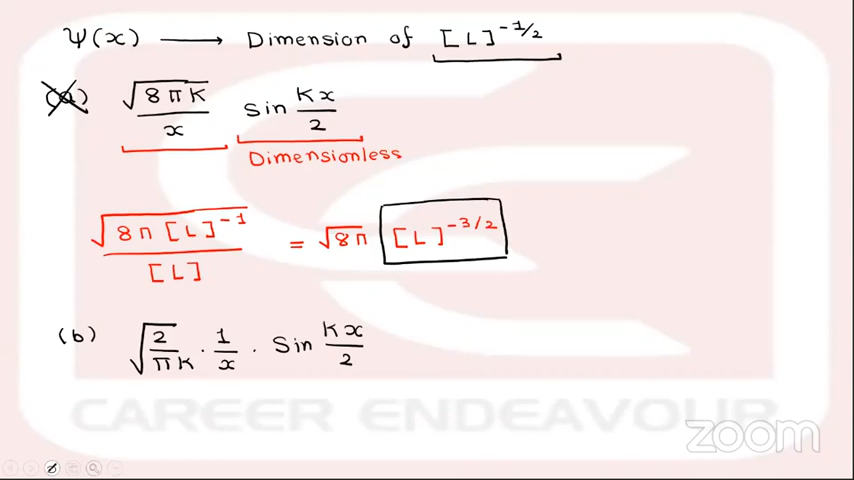 Ψ(x) ⟶ Dimension of [L]^{-1/2}
(a) √(8πK)/x Sin Kx/2
Dimensionless
√(8π[L]^{-1})/[L] = √8π [L]^{-3/2}
(b) √(2/πK) · 1/x · Sin Kx/2
CAREER ENDEAVOUR
zoom